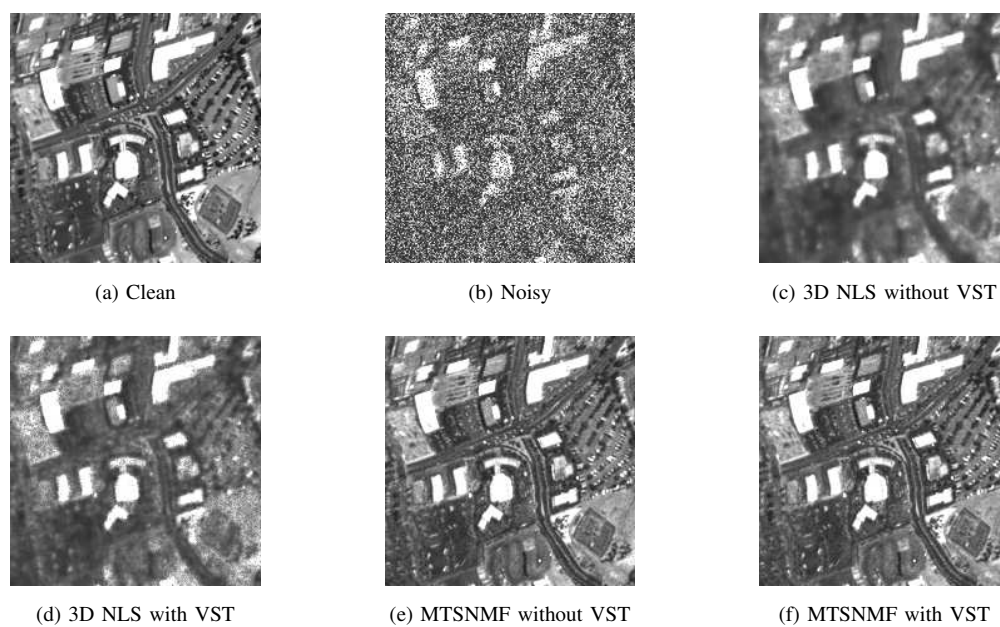 (a) Clean
(b) Noisy
(c) 3D NLS without VST
(d) 3D NLS with VST
(e) MTSNMF without VST
(f) MTSNMF with VST